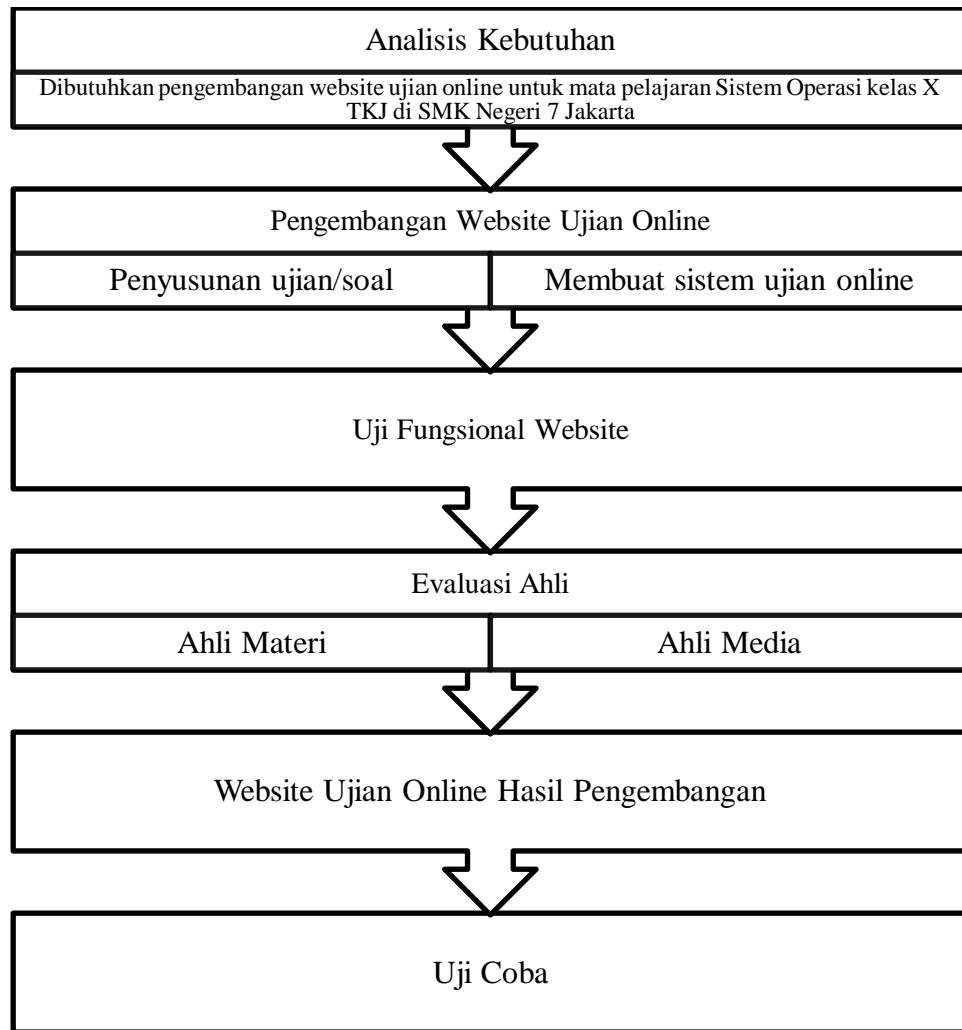 Analisis Kebutuhan
Dibutuhkan pengembangan website ujian online untuk mata pelajaran Sistem Operasi kelas X
TKJ di SMK Negeri 7 Jakarta
Pengembangan Website Ujian Online
Penyusunan ujian/soal
Membuat sistem ujian online
Uji Fungsional Website
Evaluasi Ahli
Ahli Materi
Ahli Media
Website Ujian Online Hasil Pengembangan
Uji Coba